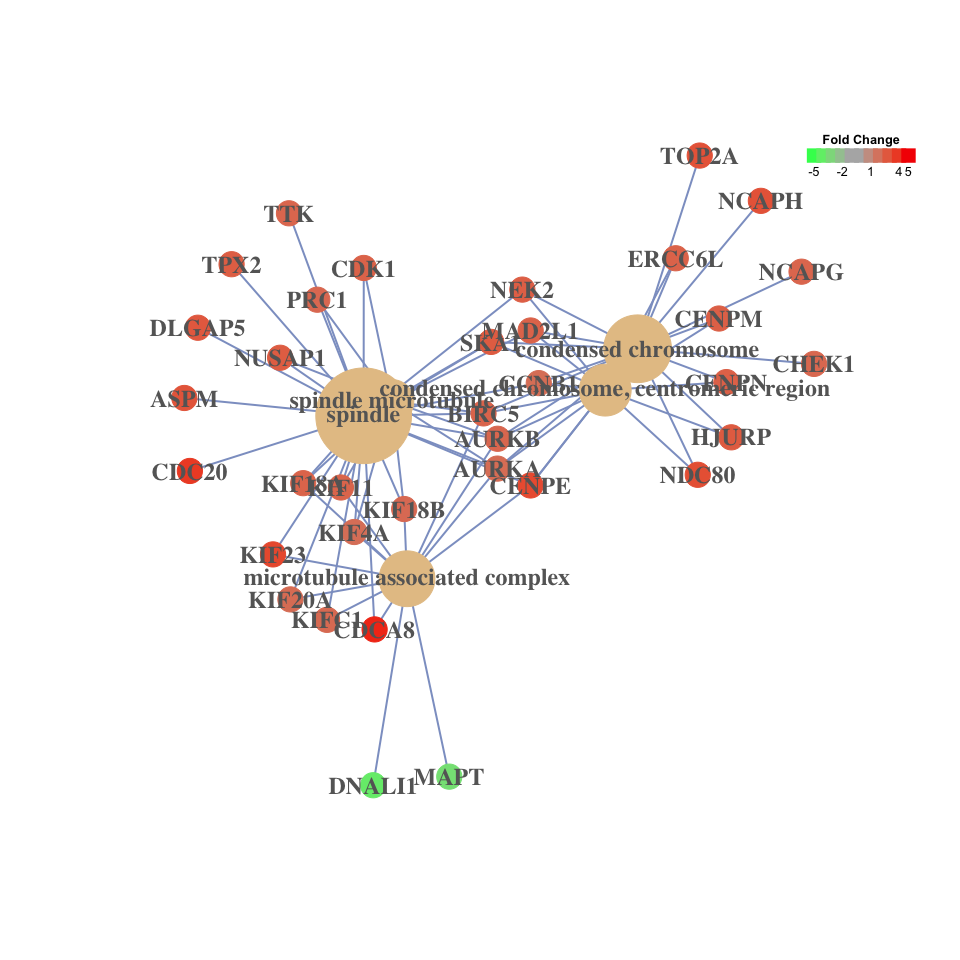 Fold Change
-5 -2 1 4 5
TOP2A
NCAPH
TTK
ERCC6L
TPX2
CDK1
NCAPG
NEK2
PRC1
CENPM
DLGAP5
MAD2L1
SKA1
condensed chromosome
NUSAP1
CHEK1
CCNB1
CENPN
condensed chromosome, centromeric region
ASPM
spindle microtubule
spindle
BIRC5
AURKB
HJURP
CDC20
AURKA
NDC80
KIF18A
KIF11
CENPE
KIF18B
KIF4A
KIF23
microtubule associated complex
KIF20A
KIFC1
CDCA8
DNALI1
MAPT